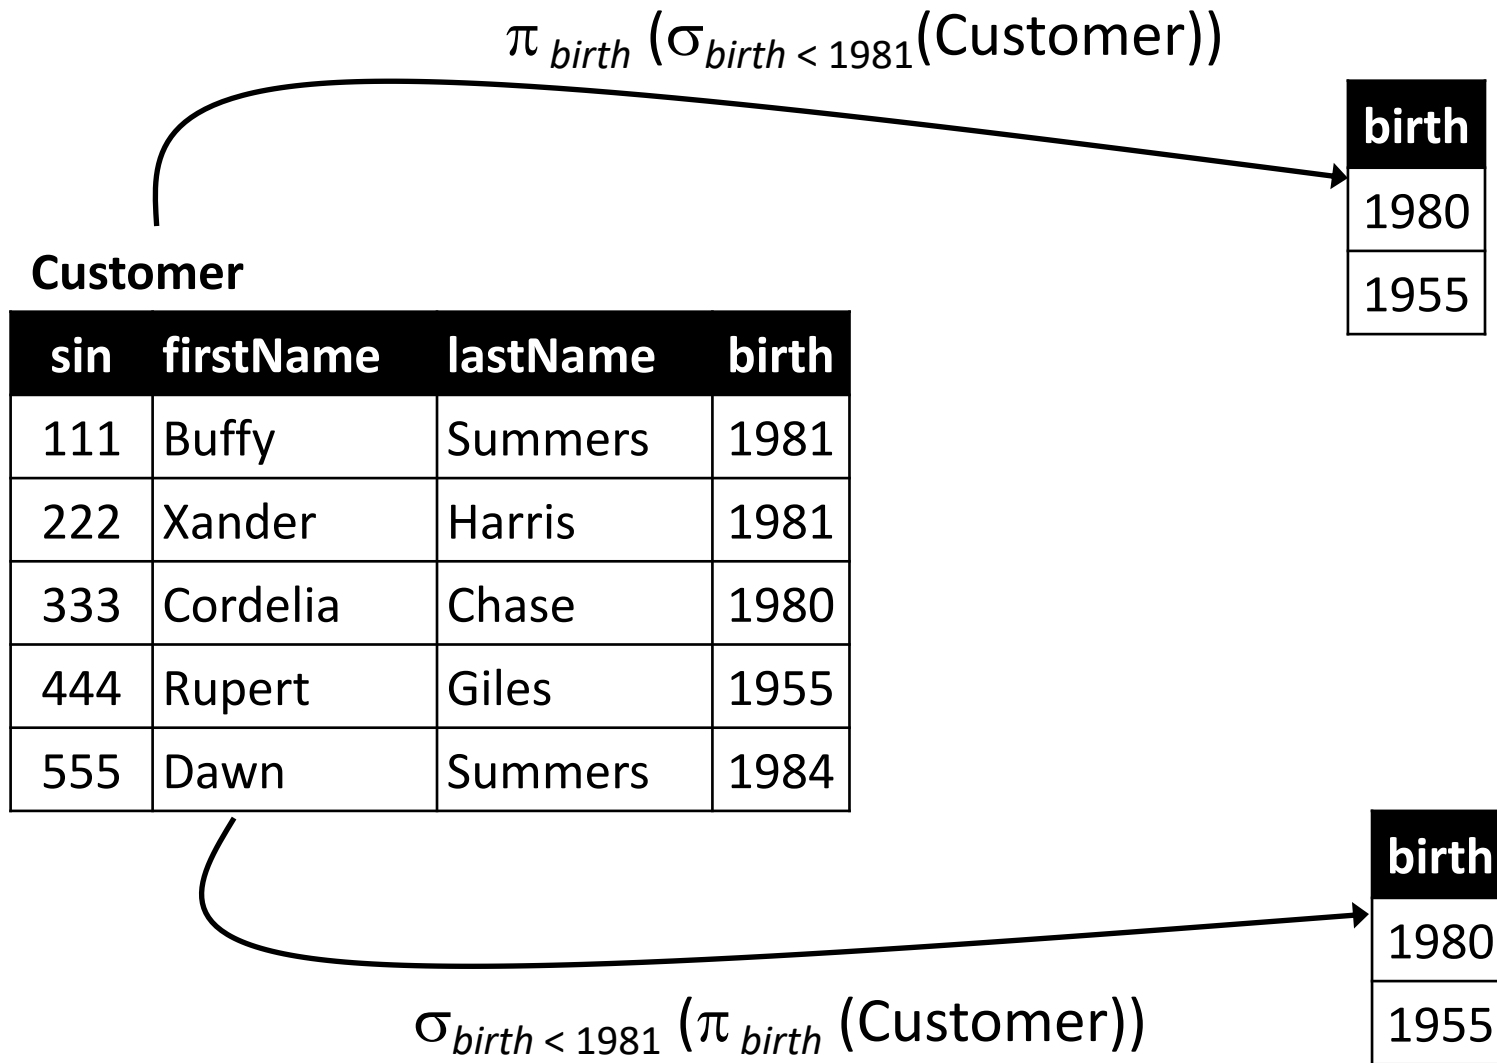 π birth (σbirth < 1981(Customer))
birth
1980
1955
Customer
sin firstName lastName birth
111 Buffy Summers 1981
222 Xander Harris 1981
333 Cordelia Chase 1980
444 Rupert Giles 1955
555 Dawn Summers 1984
birth
1980
1955
σbirth < 1981 (π birth (Customer))